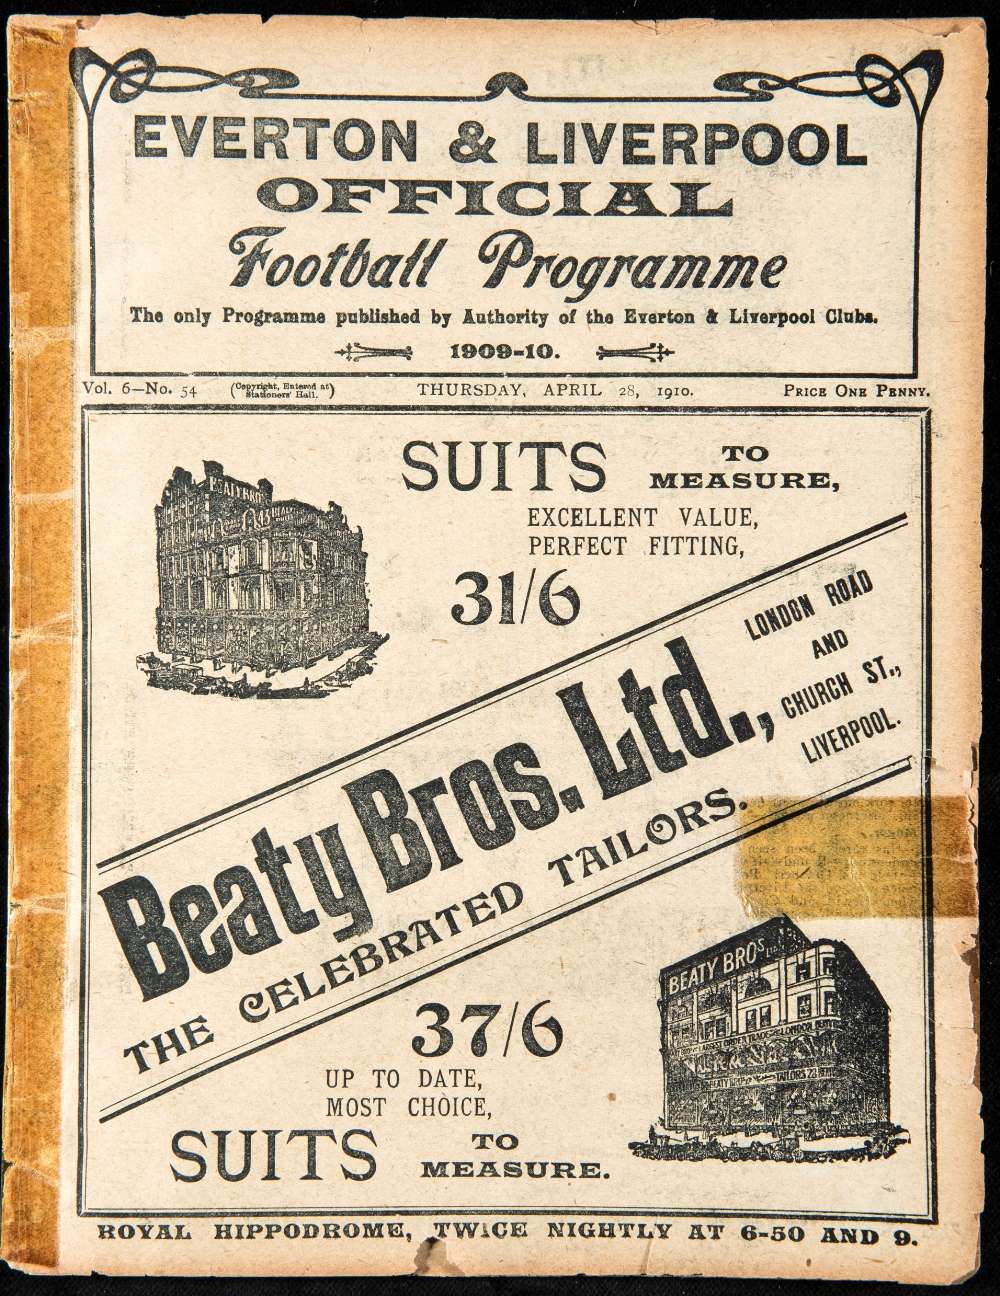 EVERTON & LIVERPOOL
OFFICIAL
Football Programme
The only Programme published by Authority of the Everton & Liverpool Clubs.
1909-10.
Vol. 6—No. 54 (Copyright, Entered at Stationers' Hall.) THURSDAY, APRIL 28, 1910. PRICE ONE PENNY.
SUITS TO MEASURE,
EXCELLENT VALUE,
PERFECT FITTING,
31/6
BEATY BROS
Beaty Bros. Ltd.,
LONDON ROAD
AND
CHURCH ST.,
LIVERPOOL.
THE CELEBRATED TAILORS.
37/6
UP TO DATE,
MOST CHOICE,
SUITS TO MEASURE.
BEATY BROS
ROYAL HIPPODROME, TWICE NIGHTLY AT 6-50 AND 9.